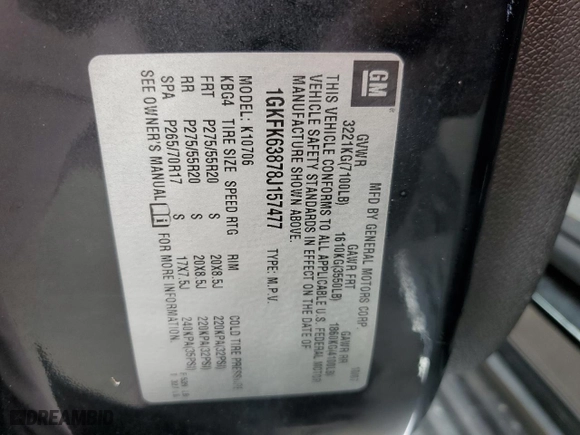 GM
MFD BY GENERAL MOTORS CORP
GVWR GAWR FRT GAWR RR
3221KG(7100LB) 1610KG(3550LB) 1860KG(4100LB)
THIS VEHICLE CONFORMS TO ALL APPLICABLE U.S. FEDERAL MOTOR
VEHICLE SAFETY STANDARDS IN EFFECT ON THE DATE OF
MANUFACTURE SHOWN ABOVE.
1GKFK63878J157477 TYPE: M.P.V.
MODEL: K10706
KBG4 TIRE SIZE SPEED RTG RIM COLD TIRE PRESSURE
FRT P275/55R20 S 20X8.5J 220KPA(32PSI)
RR P275/55R20 S 20X8.5J 220KPA(32PSI)
SPA P265/70R17 S 17X7.5J 240KPA(35PSI)
SEE OWNER'S MANUAL i FOR MORE INFORMATION.
DREAMBID